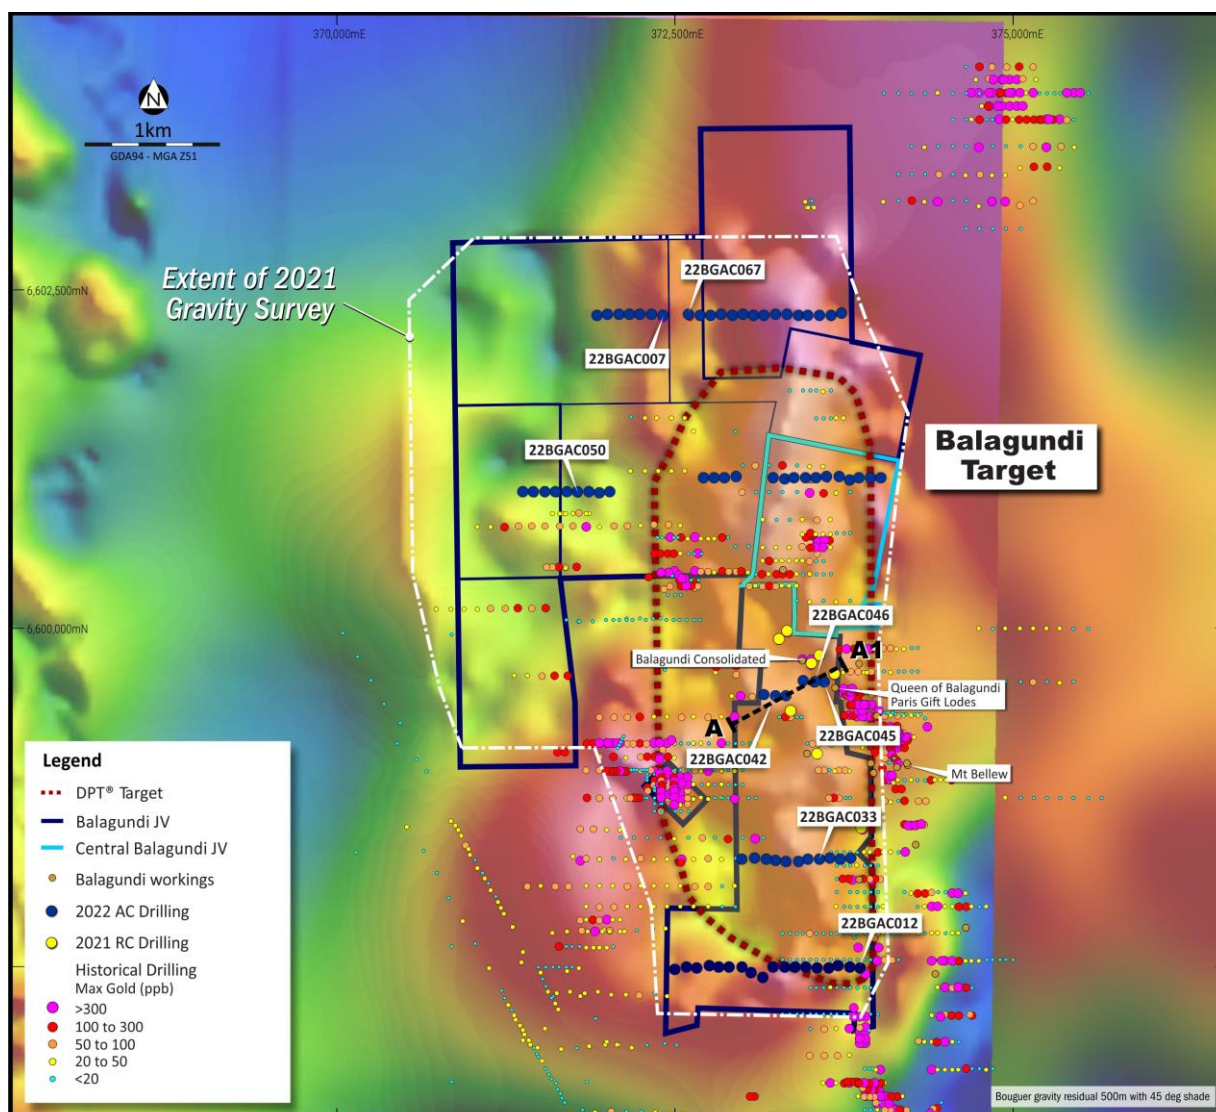 370,000mE
372,500mE
375,000mE
N
1km
GDA94 - MGA Z51
22BGAC067
Extent of 2021
Gravity Survey
6,602,500mN
22BGAC007
Balagundi
Target
22BGAC050
22BGAC046
6,600,000mN
Balagundi Consolidated
A1
Queen of Balagundi
Paris Gift Lodes
A
22BGAC045
22BGAC042
Mt Bellew
22BGAC033
22BGAC012
Legend
DPT® Target
Balagundi JV
Central Balagundi JV
Balagundi workings
2022 AC Drilling
2021 RC Drilling
Historical Drilling
Max Gold (ppb)
>300
100 to 300
50 to 100
20 to 50
<20
Bouguer gravity residual 500m with 45 deg shade